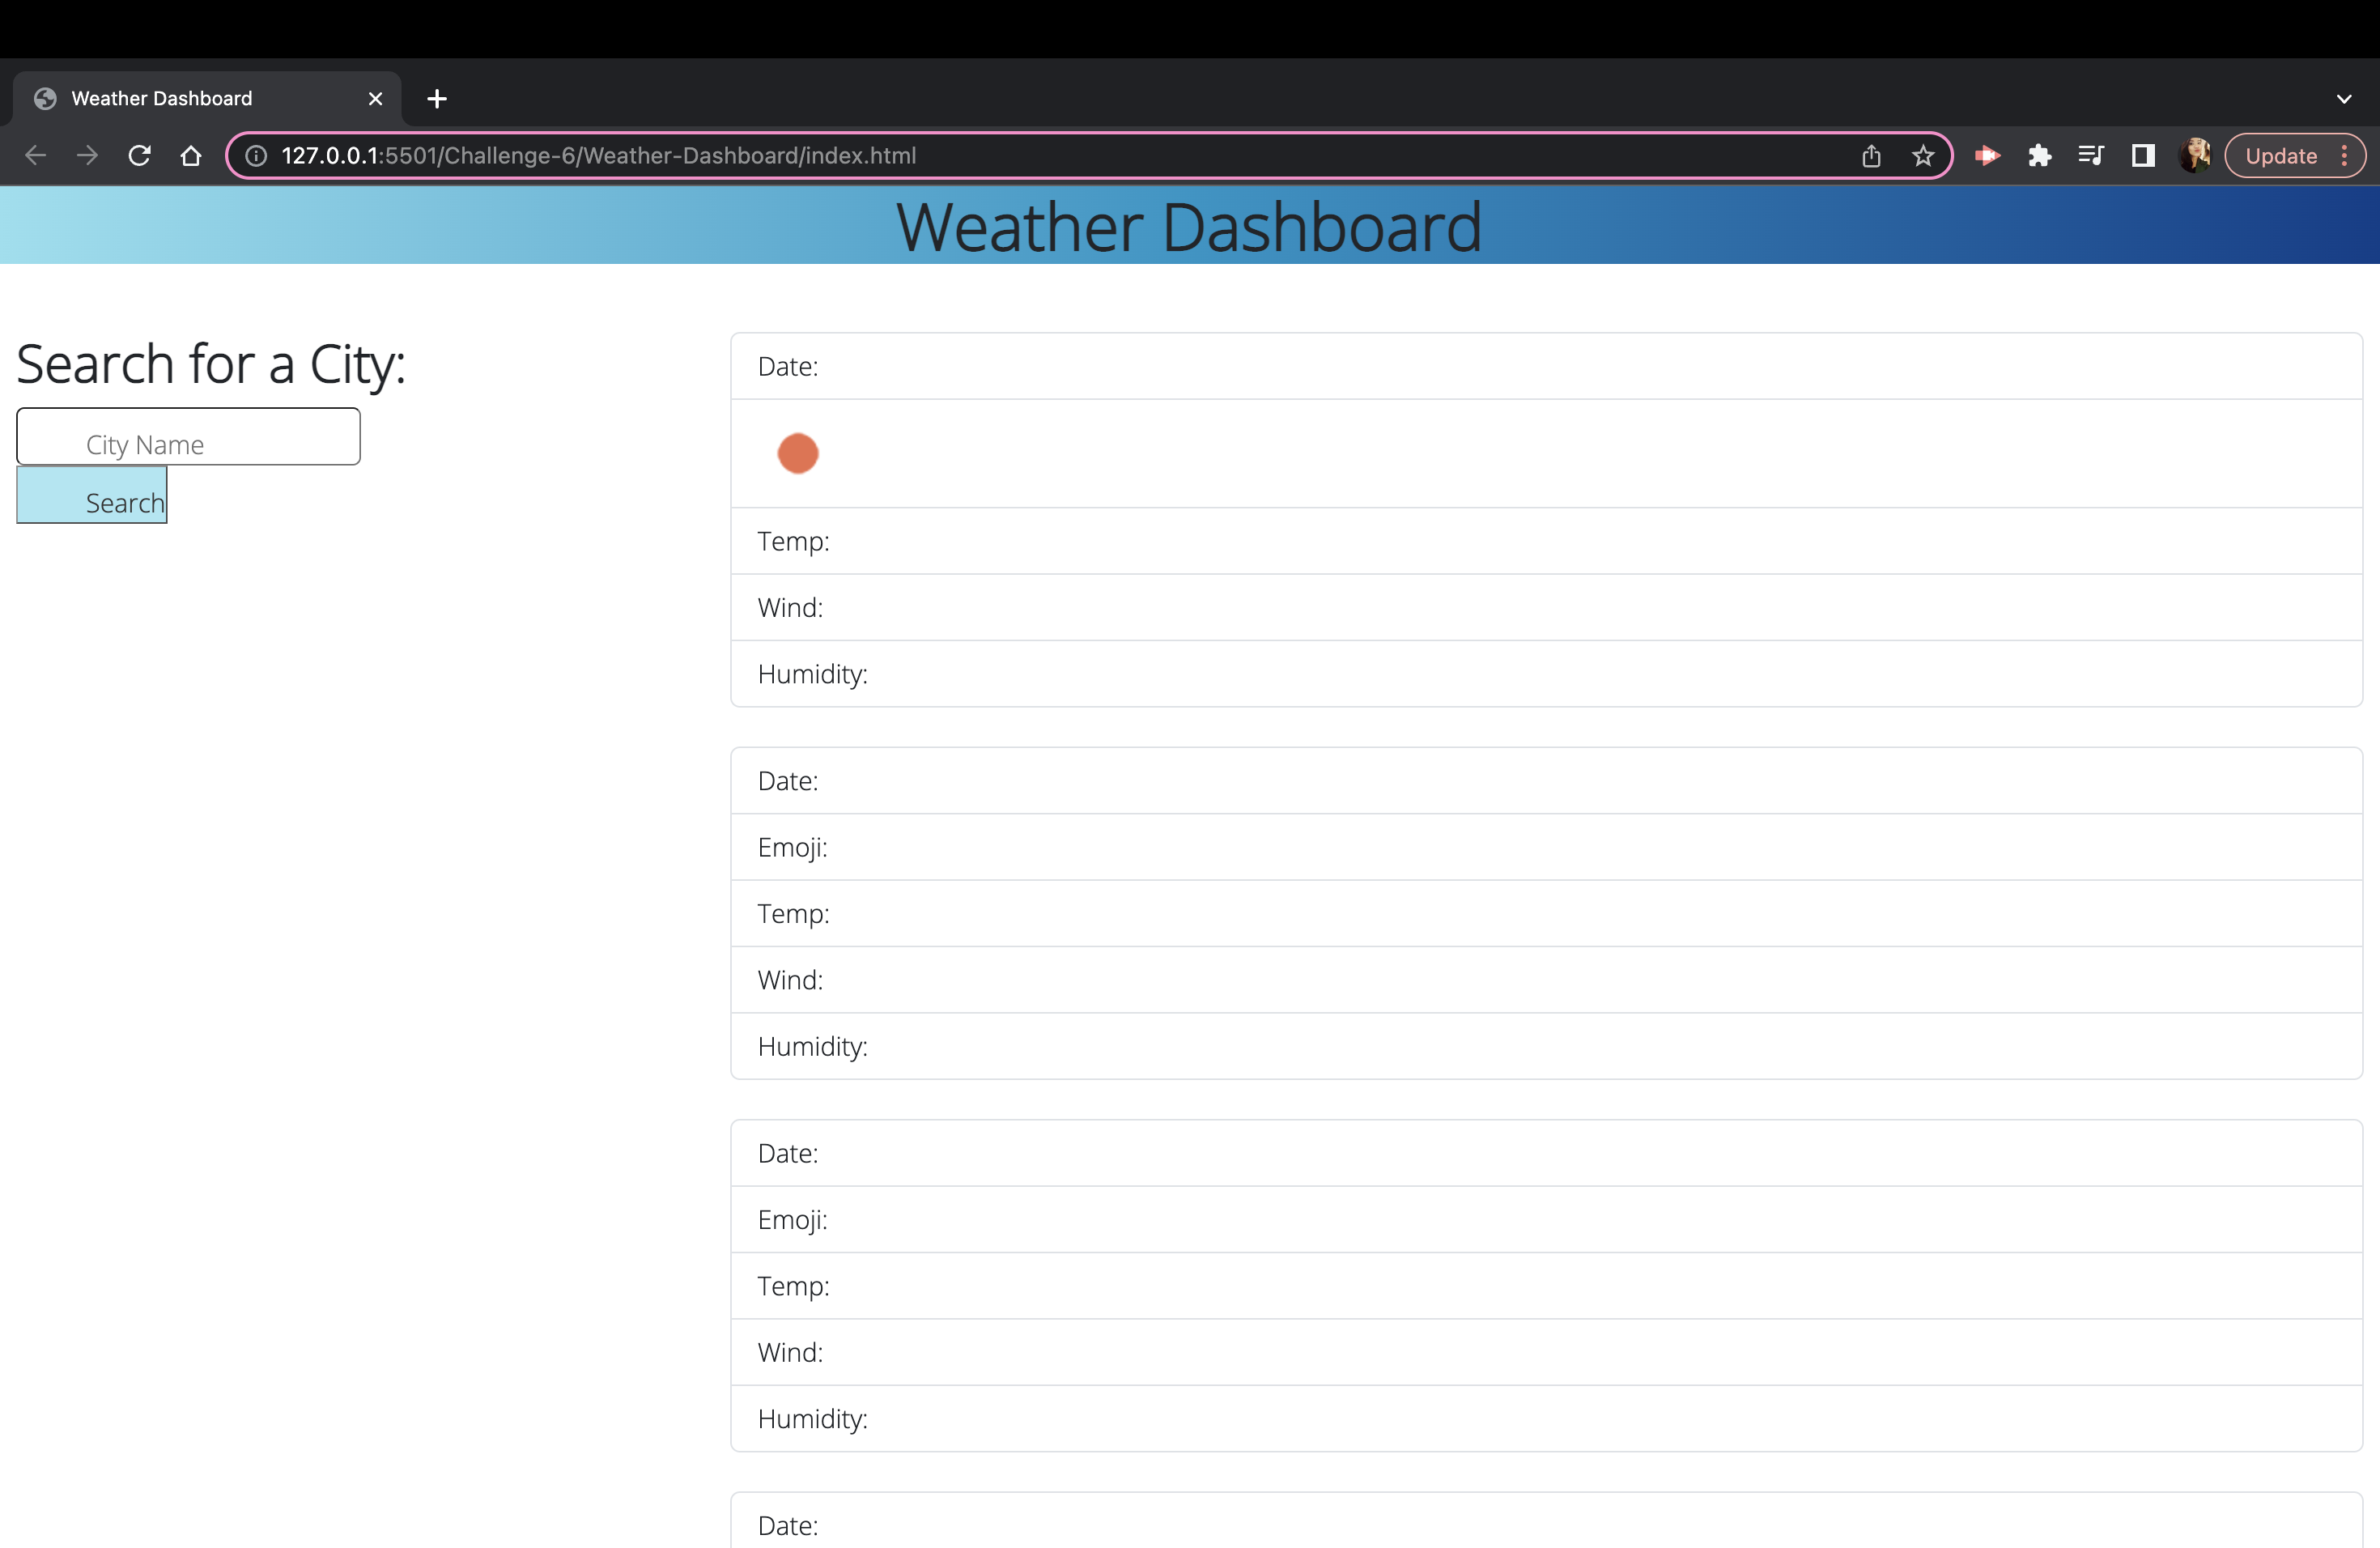 Weather Dashboard
127.0.0.1:5501/Challenge-6/Weather-Dashboard/index.html
Update
Weather Dashboard
Search for a City:
City Name
Search
Date:
Temp:
Wind:
Humidity:
Date:
Emoji:
Temp:
Wind:
Humidity:
Date:
Emoji:
Temp:
Wind:
Humidity:
Date: